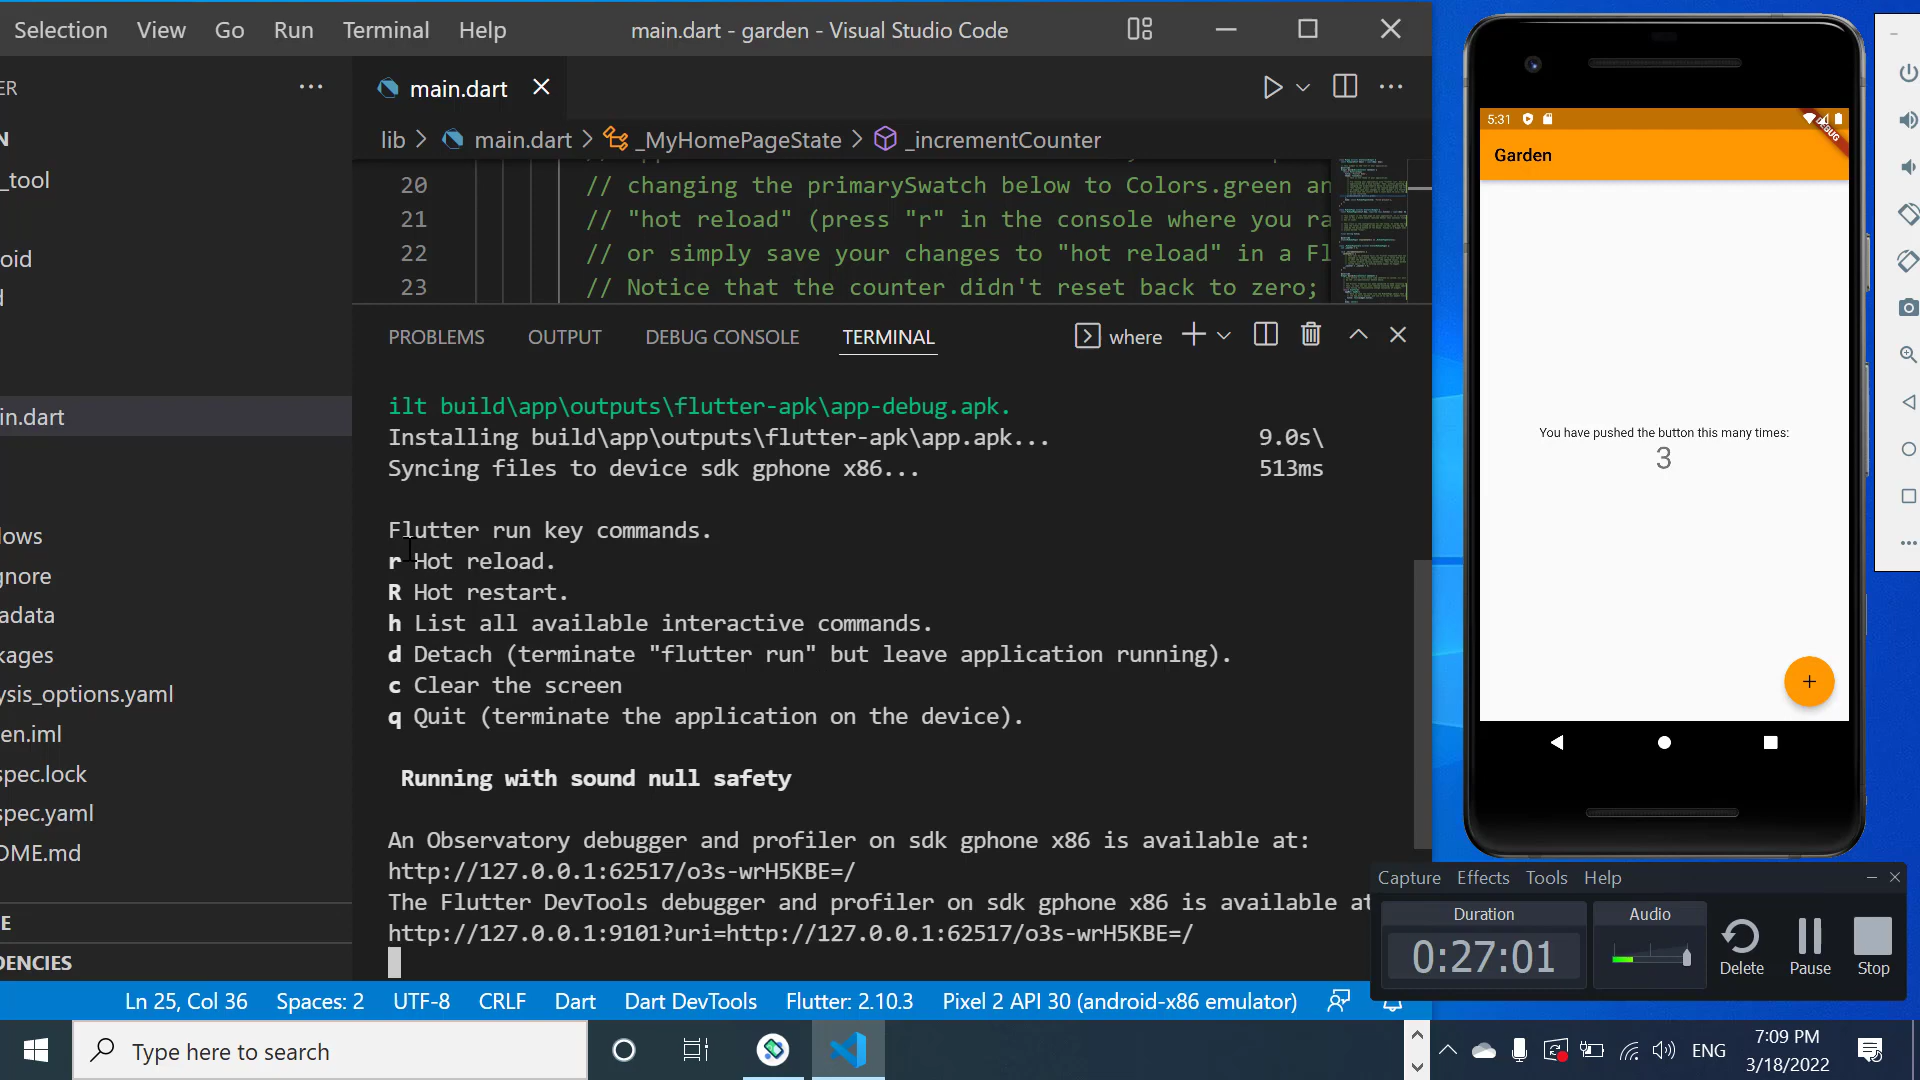 Selection View Go Run Terminal Help main.dart - garden - Visual Studio Code
ER
main.dart
N
lib > main.dart > _MyHomePageState > _incrementCounter
_tool
20 // changing the primarySwatch below to Colors.green an
21 // "hot reload" (press "r" in the console where you ra
22 // or simply save your changes to "hot reload" in a Fl
23 // Notice that the counter didn't reset back to zero;
oid
d
in.dart
lows
gnore
adata
kages
ysis_options.yaml
en.iml
spec.lock
spec.yaml
OME.md
E
DENCIES
PROBLEMS OUTPUT DEBUG CONSOLE TERMINAL where
ilt build\app\outputs\flutter-apk\app-debug.apk.
Installing build\app\outputs\flutter-apk\app.apk... 9.0s\
Syncing files to device sdk gphone x86... 513ms
Flutter run key commands.
r Hot reload.
R Hot restart.
h List all available interactive commands.
d Detach (terminate "flutter run" but leave application running).
c Clear the screen
q Quit (terminate the application on the device).
Running with sound null safety
An Observatory debugger and profiler on sdk gphone x86 is available at:
http://127.0.0.1:62517/o3s-wrH5KBE=/
The Flutter DevTools debugger and profiler on sdk gphone x86 is available at
http://127.0.0.1:9101?uri=http://127.0.0.1:62517/o3s-wrH5KBE=/
Ln 25, Col 36 Spaces: 2 UTF-8 CRLF Dart Dart DevTools Flutter: 2.10.3 Pixel 2 API 30 (android-x86 emulator)
5:31
DEBUG
Garden
You have pushed the button this many times:
3
+
Capture Effects Tools Help
Duration
0:27:01
Audio
Delete Pause Stop
Type here to search
ENG
7:09 PM
3/18/2022